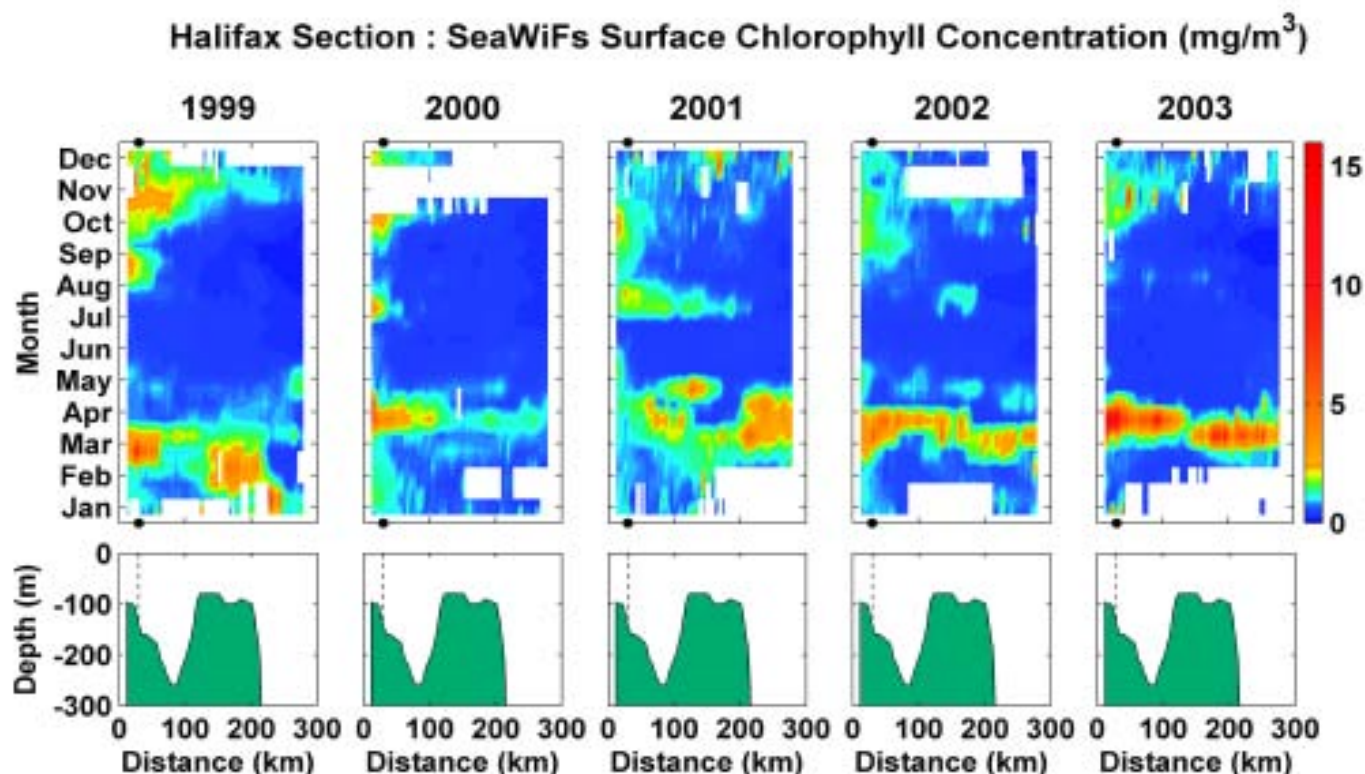 Halifax Section : SeaWiFs Surface Chlorophyll Concentration (mg/m³)
1999 2000 2001 2002 2003
Month
Dec
Nov
Oct
Sep
Aug
Jul
Jun
May
Apr
Mar
Feb
Jan
15
10
5
0
Depth (m)
0
-100
-200
-300
0 100 200 300 0 100 200 300 0 100 200 300 0 100 200 300 0 100 200 300
Distance (km) Distance (km) Distance (km) Distance (km) Distance (km)